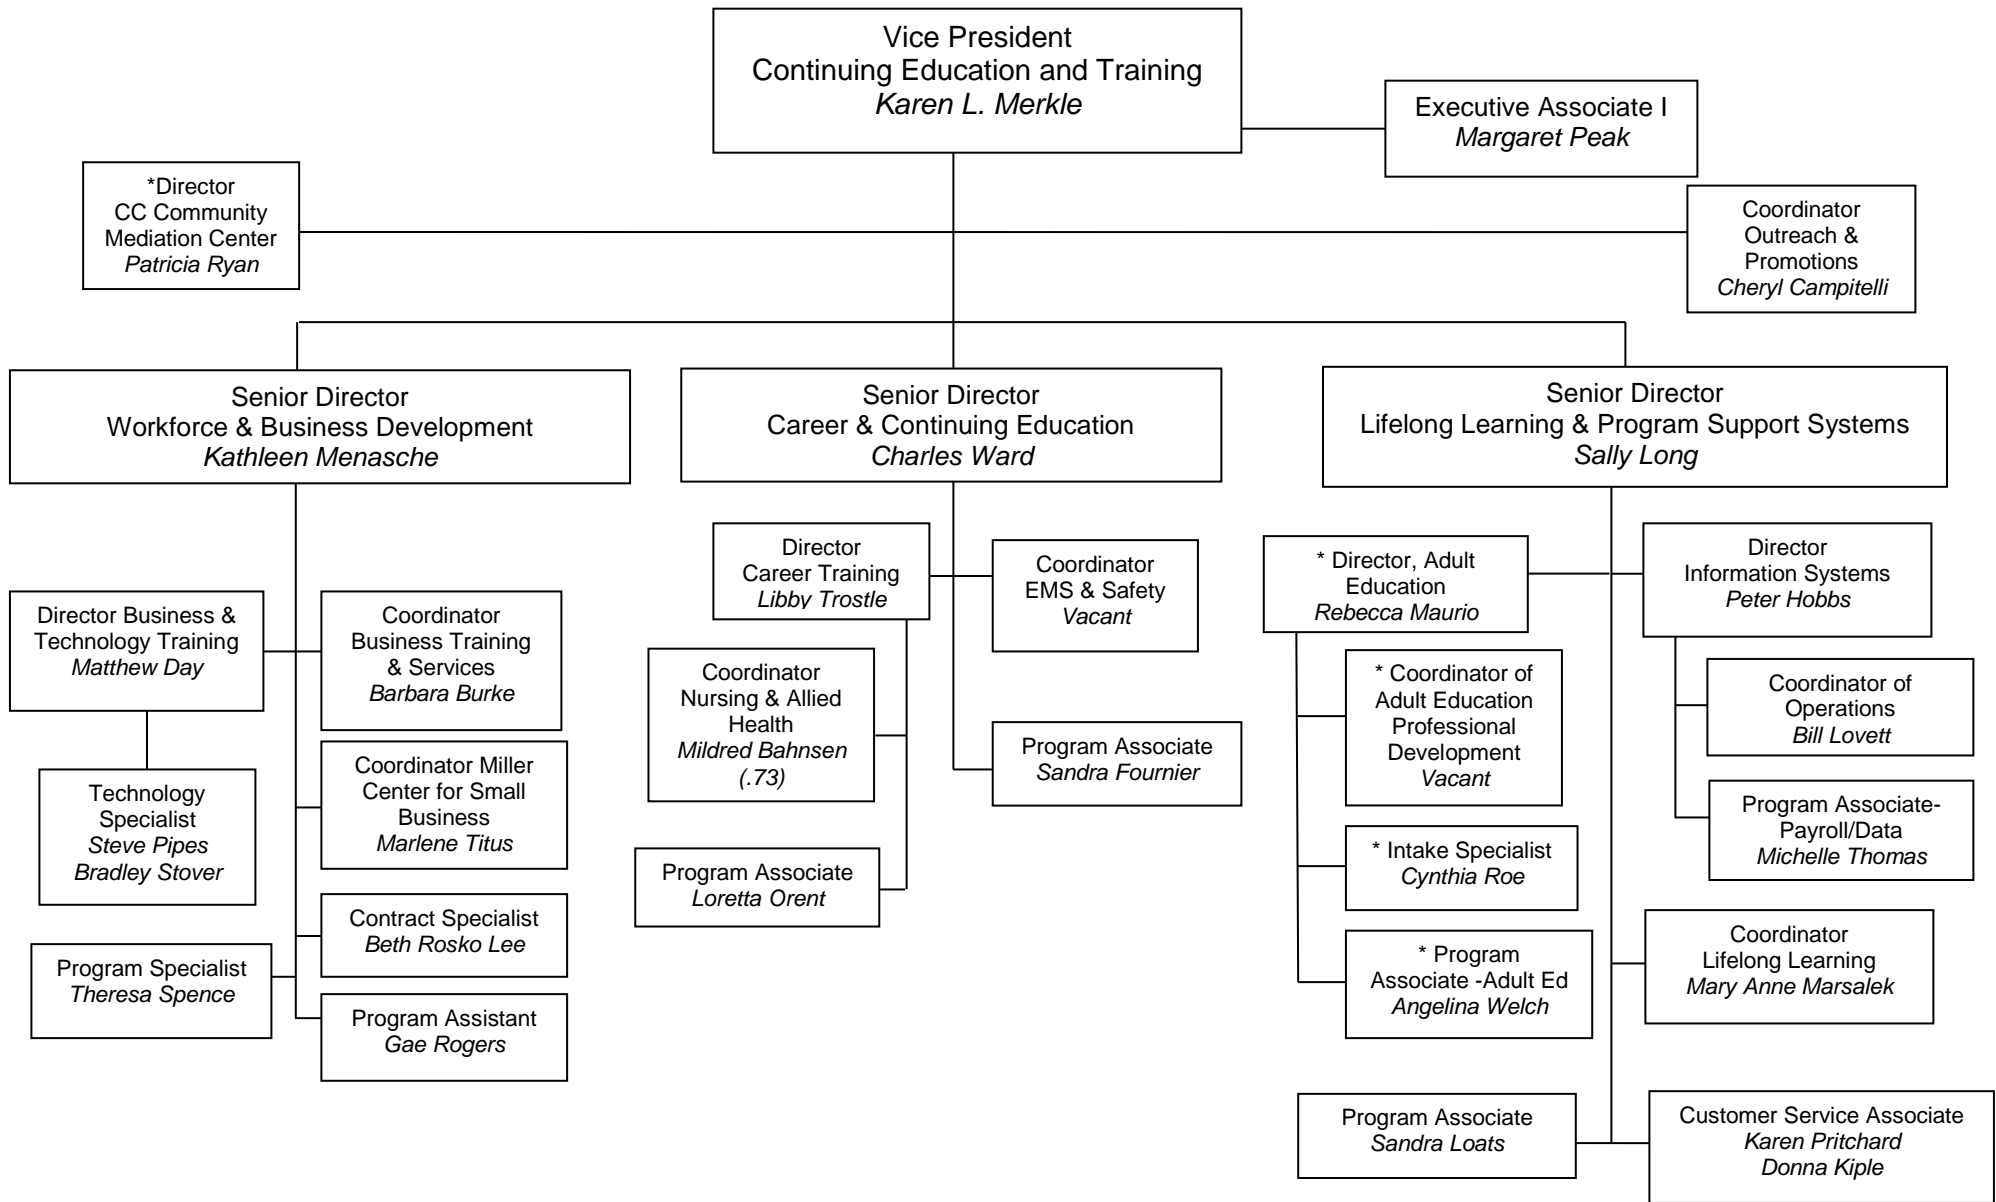 Vice President
Continuing Education and Training
Karen L. Merkle
Executive Associate I
Margaret Peak
*Director
CC Community
Mediation Center
Patricia Ryan
Coordinator
Outreach &
Promotions
Cheryl Campitelli
Senior Director
Workforce & Business Development
Kathleen Menasche
Senior Director
Career & Continuing Education
Charles Ward
Senior Director
Lifelong Learning & Program Support Systems
Sally Long
Director Business &
Technology Training
Matthew Day
Coordinator
Business Training
& Services
Barbara Burke
Technology
Specialist
Steve Pipes
Bradley Stover
Coordinator Miller
Center for Small
Business
Marlene Titus
Contract Specialist
Beth Rosko Lee
Program Specialist
Theresa Spence
Program Assistant
Gae Rogers
Director
Career Training
Libby Trostle
Coordinator
EMS & Safety
Vacant
Coordinator
Nursing & Allied
Health
Mildred Bahnsen
(.73)
Program Associate
Sandra Fournier
Program Associate
Loretta Orent
* Director, Adult
Education
Rebecca Maurio
Director
Information Systems
Peter Hobbs
* Coordinator of
Adult Education
Professional
Development
Vacant
Coordinator of
Operations
Bill Lovett
* Intake Specialist
Cynthia Roe
Program Associate-
Payroll/Data
Michelle Thomas
* Program
Associate -Adult Ed
Angelina Welch
Coordinator
Lifelong Learning
Mary Anne Marsalek
Program Associate
Sandra Loats
Customer Service Associate
Karen Pritchard
Donna Kiple